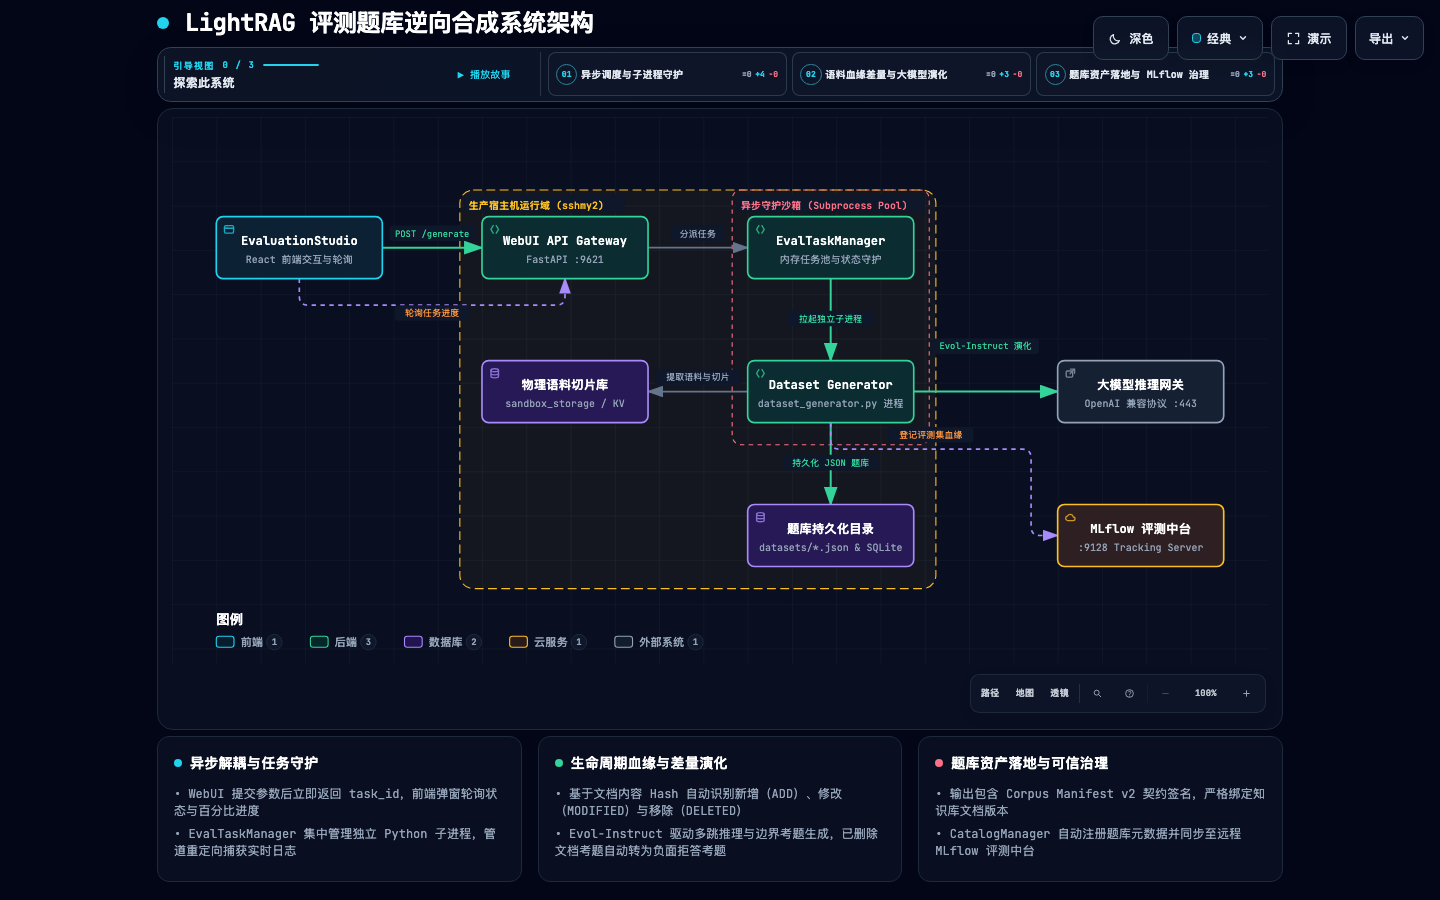 LightRAG 评测题库逆向合成系统架构
深色
经典
演示
导出
引导视图 0 / 3
探索此系统
▶ 播放故事
01 异步调度与子进程守护 ≡0 +4 -0
02 语料血缘差量与大模型演化 ≡0 +3 -0
03 题库资产落地与 MLflow 治理 ≡0 +3 -0
生产宿主机运行域 (sshmy2)
异步守护沙箱 (Subprocess Pool)
EvaluationStudio
React 前端交互与轮询
POST /generate
WebUI API Gateway
FastAPI :9621
分派任务
EvalTaskManager
内存任务池与状态守护
轮询任务进度
拉起独立子进程
Evol-Instruct 演化
物理语料切片库
sandbox_storage / KV
提取语料与切片
Dataset Generator
dataset_generator.py 进程
大模型推理网关
OpenAI 兼容协议 :443
登记评测集血缘
持久化 JSON 题库
题库持久化目录
datasets/*.json & SQLite
MLflow 评测中台
:9128 Tracking Server
图例
前端 1
后端 3
数据库 2
云服务 1
外部系统 1
路径
地图
透镜
100%
异步解耦与任务守护
• WebUI 提交参数后立即返回 task_id，前端弹窗轮询状
态与百分比进度
• EvalTaskManager 集中管理独立 Python 子进程，管
道重定向捕获实时日志
生命周期血缘与差量演化
• 基于文档内容 Hash 自动识别新增（ADD）、修改
（MODIFIED）与移除（DELETED）
• Evol-Instruct 驱动多跳推理与边界考题生成，已删除
文档考题自动转为负面拒答考题
题库资产落地与可信治理
• 输出包含 Corpus Manifest v2 契约签名，严格绑定知
识库文档版本
• CatalogManager 自动注册题库元数据并同步至远程
MLflow 评测中台